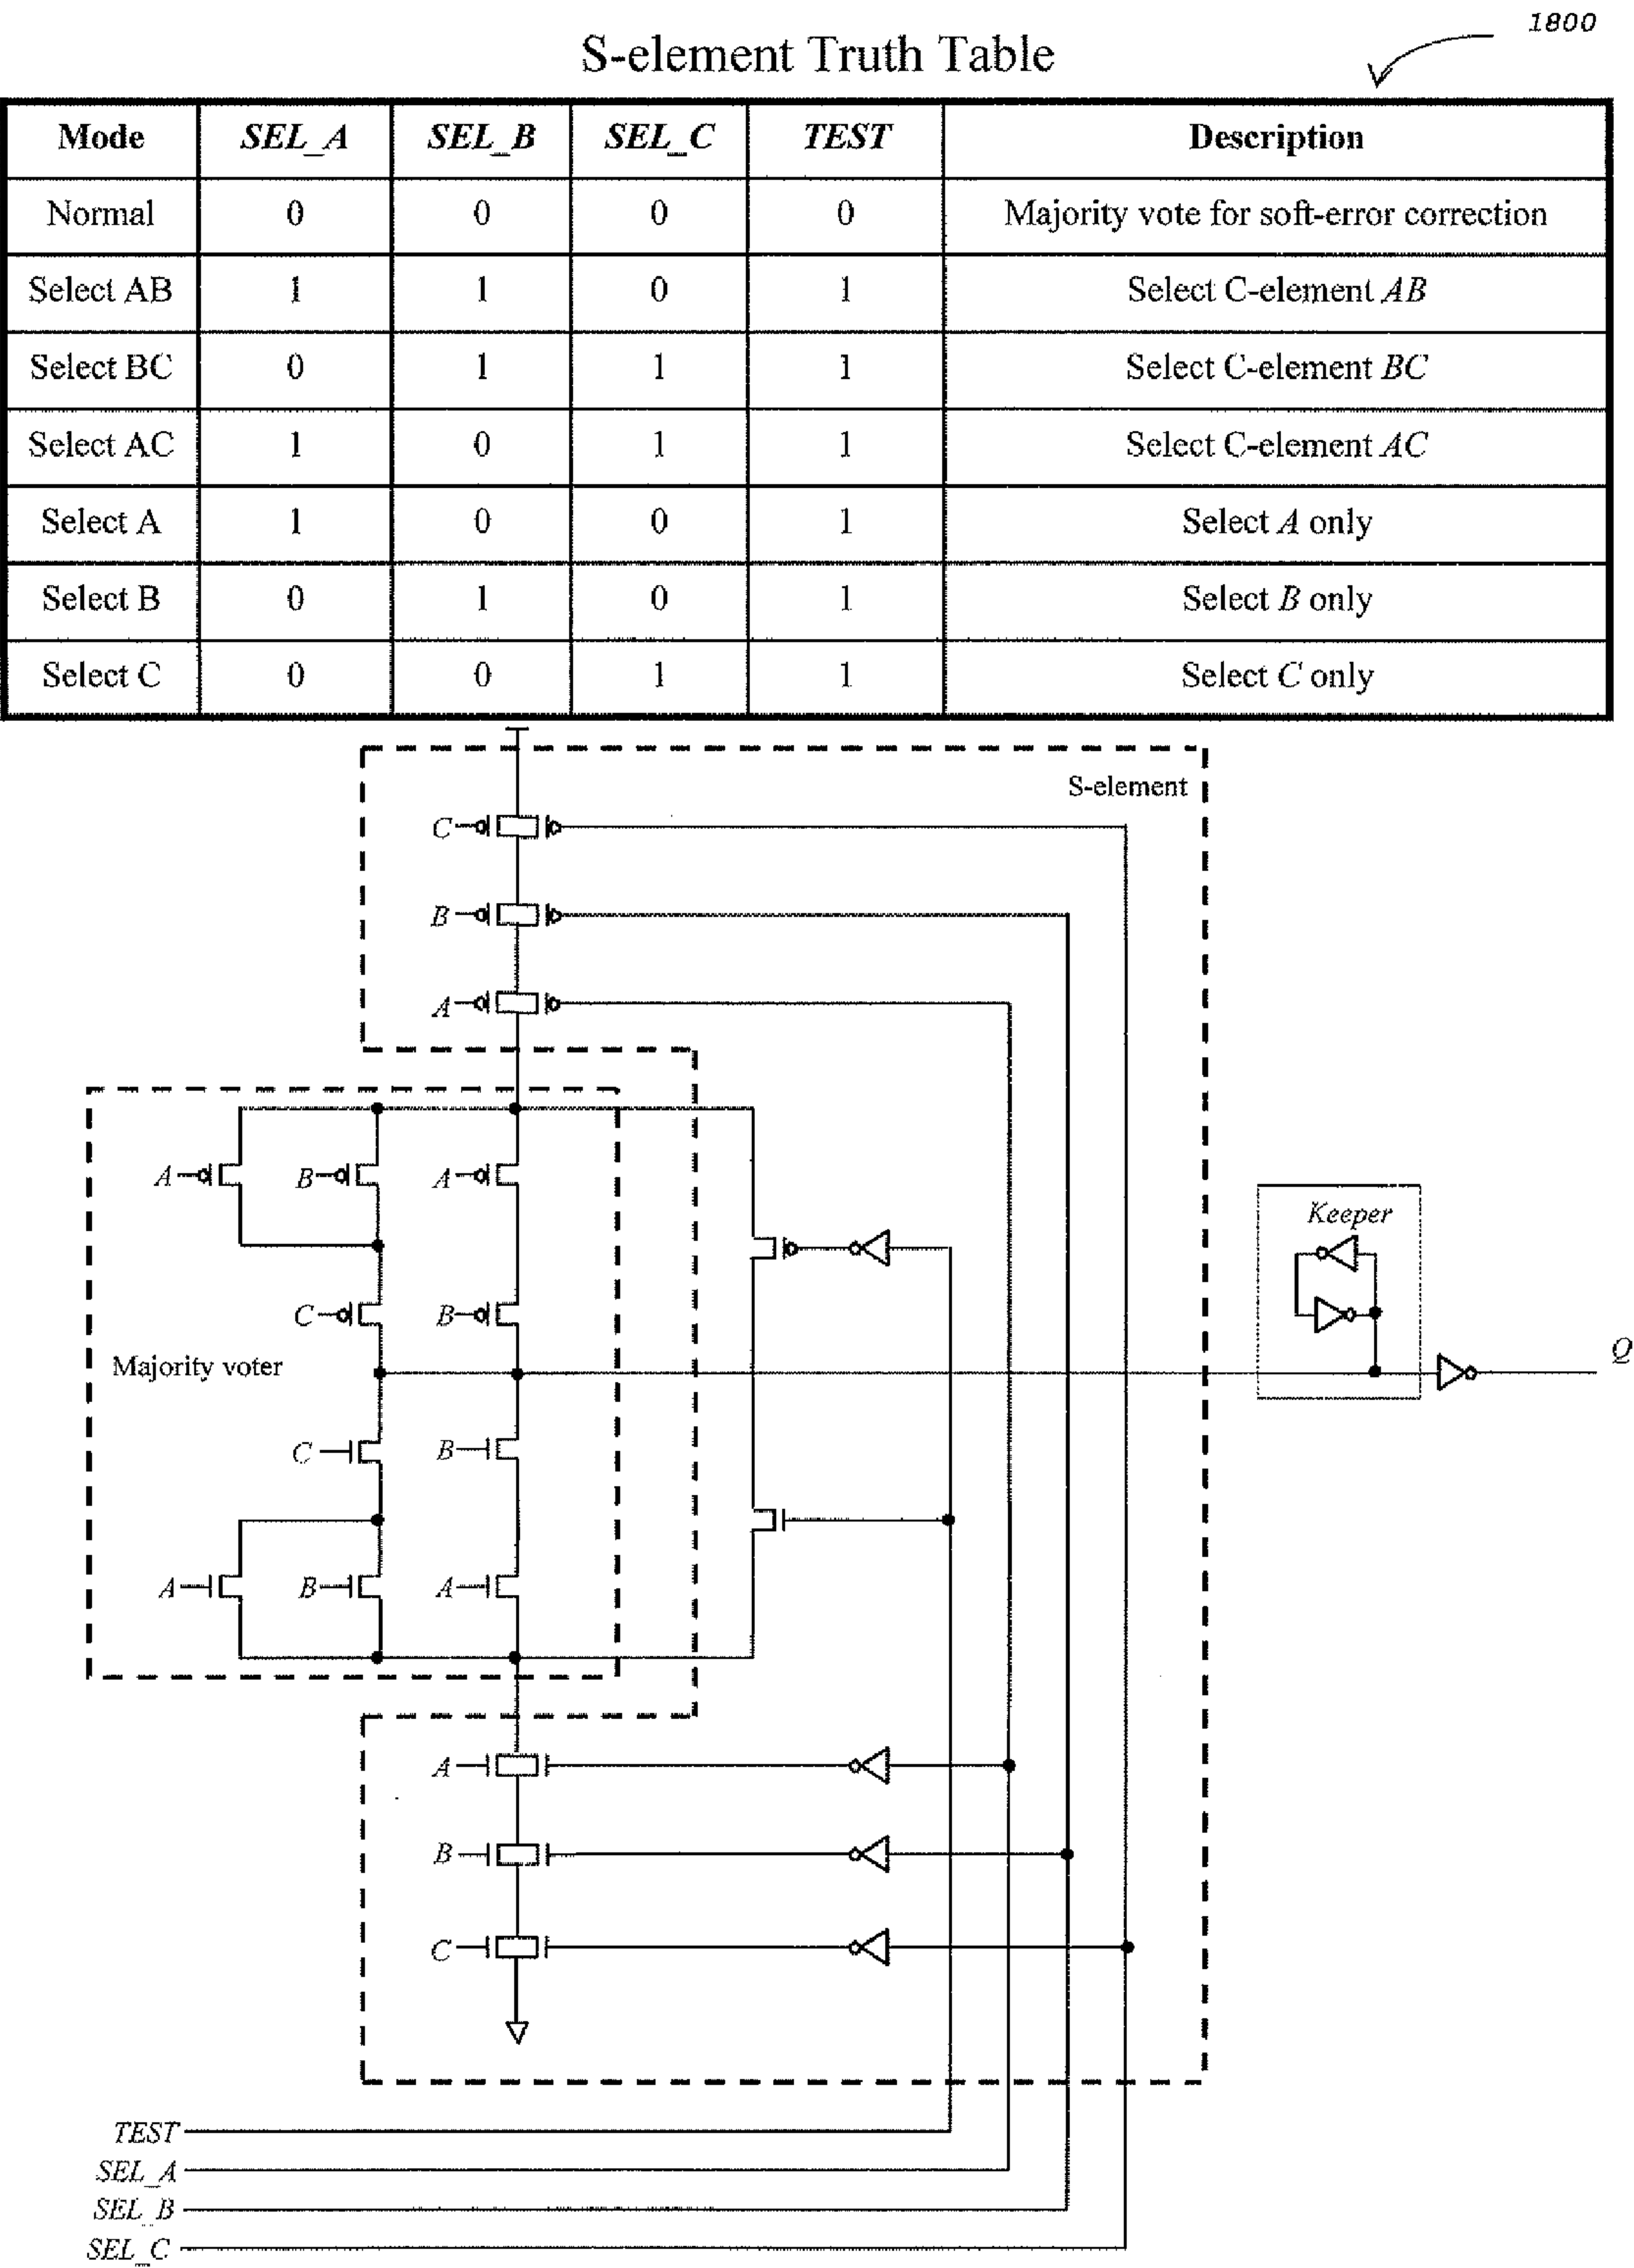 1800
S-element Truth Table
Mode SEL_A SEL_B SEL_C TEST Description
Normal 0 0 0 0 Majority vote for soft-error correction
Select AB 1 1 0 1 Select C-element AB
Select BC 0 1 1 1 Select C-element BC
Select AC 1 0 1 1 Select C-element AC
Select A 1 0 0 1 Select A only
Select B 0 1 0 1 Select B only
Select C 0 0 1 1 Select C only
S-element
C
B
A
A B A
Keeper
C B
Majority voter
Q
C B
A B A
A
B
C
TEST
SEL_A
SEL_B
SEL_C